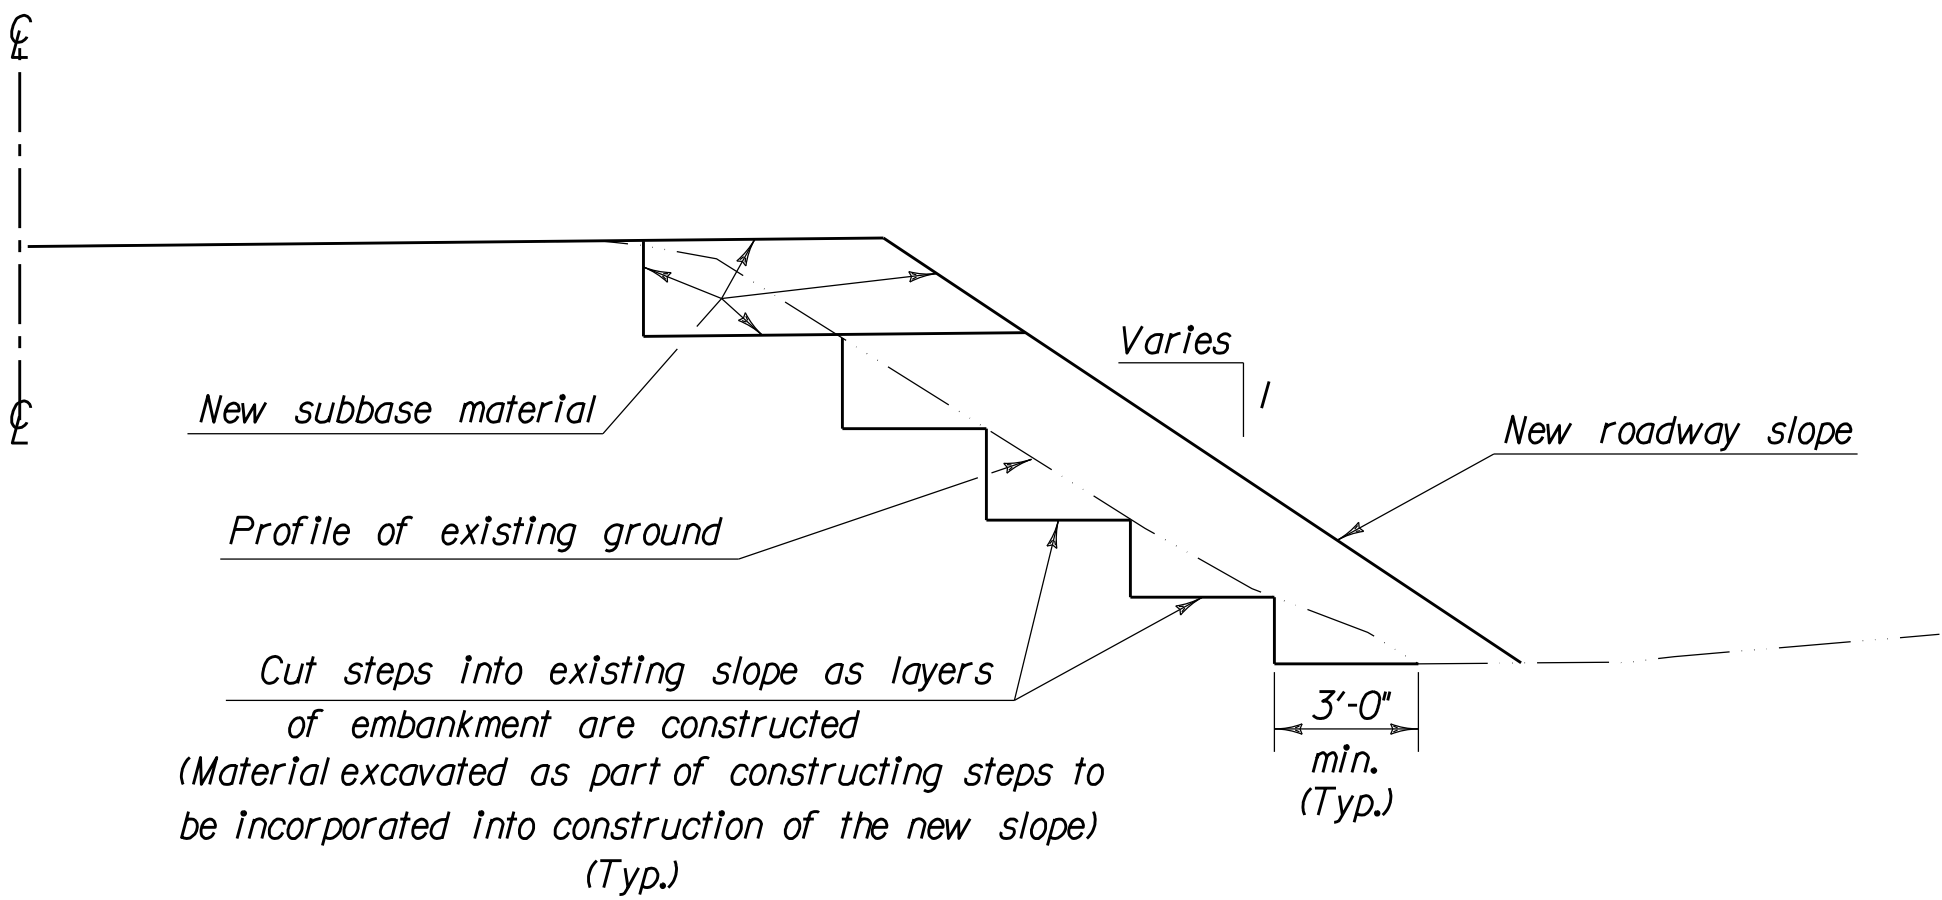 ℄
Varies
1
New subbase material
℄
New roadway slope
Profile of existing ground
Cut steps into existing slope as layers
of embankment are constructed
(Material excavated as part of constructing steps to
be incorporated into construction of the new slope)
(Typ.)
3'-0"
min.
(Typ.)